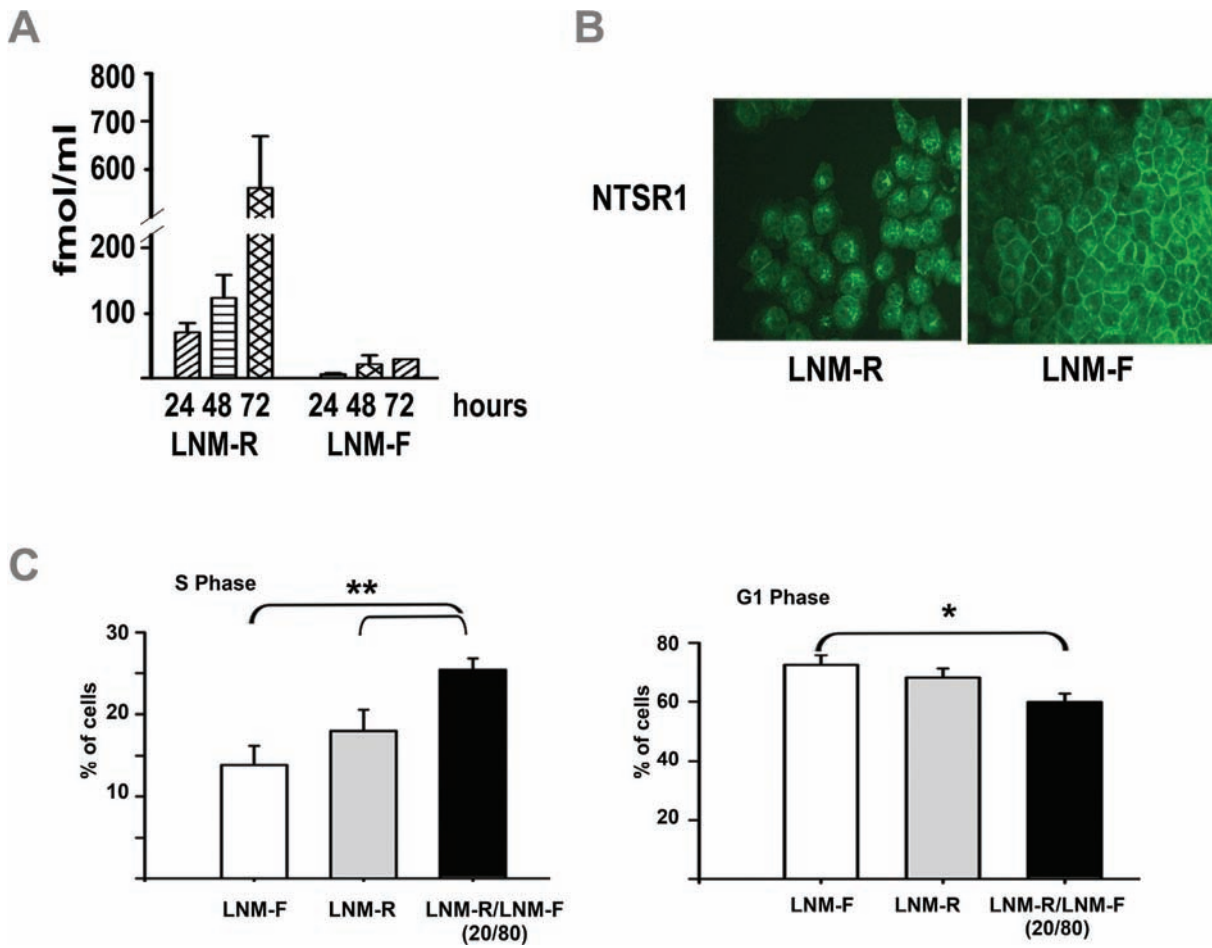 A
800
700
600
200
100
fmol/ml
24 48 72
24 48 72
hours
LNM-R
LNM-F
B
NTSR1
LNM-R
LNM-F
C
S Phase
**
30
20
10
% of cells
LNM-F
LNM-R
LNM-R/LNM-F
(20/80)
G1 Phase
*
80
60
40
20
% of cells
LNM-F
LNM-R
LNM-R/LNM-F
(20/80)